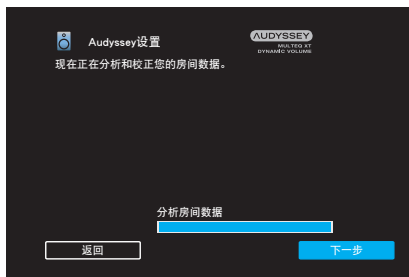 Audyssey设置
AUDYSSEY
MULTEQ XT
DYNAMIC VOLUME
现在正在分析和校正您的房间数据。
分析房间数据
返回
下一步